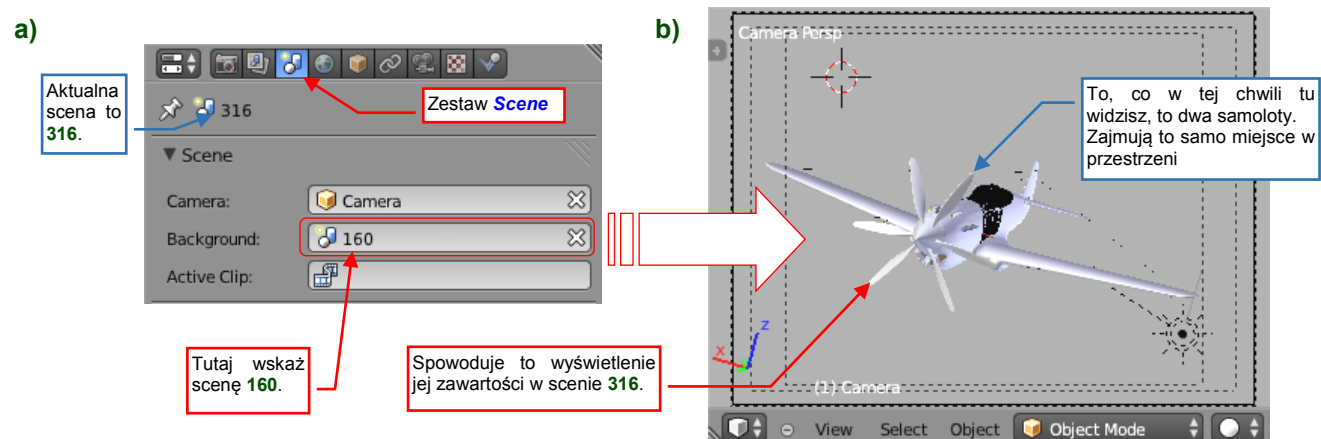 a)
Aktualna
scena to
316.
316
Zestaw Scene
Scene
Camera:
Camera
Background:
160
Active Clip:
Tutaj wskaż
scenę 160.
Spowoduje to wyświetlenie
jej zawartości w scenie 316.
b)
Camera Persp
To, co w tej chwili tu
widzisz, to dwa samoloty.
Zajmują to samo miejsce w
przestrzeni
z
x
(1) Camera
View Select Object Object Mode